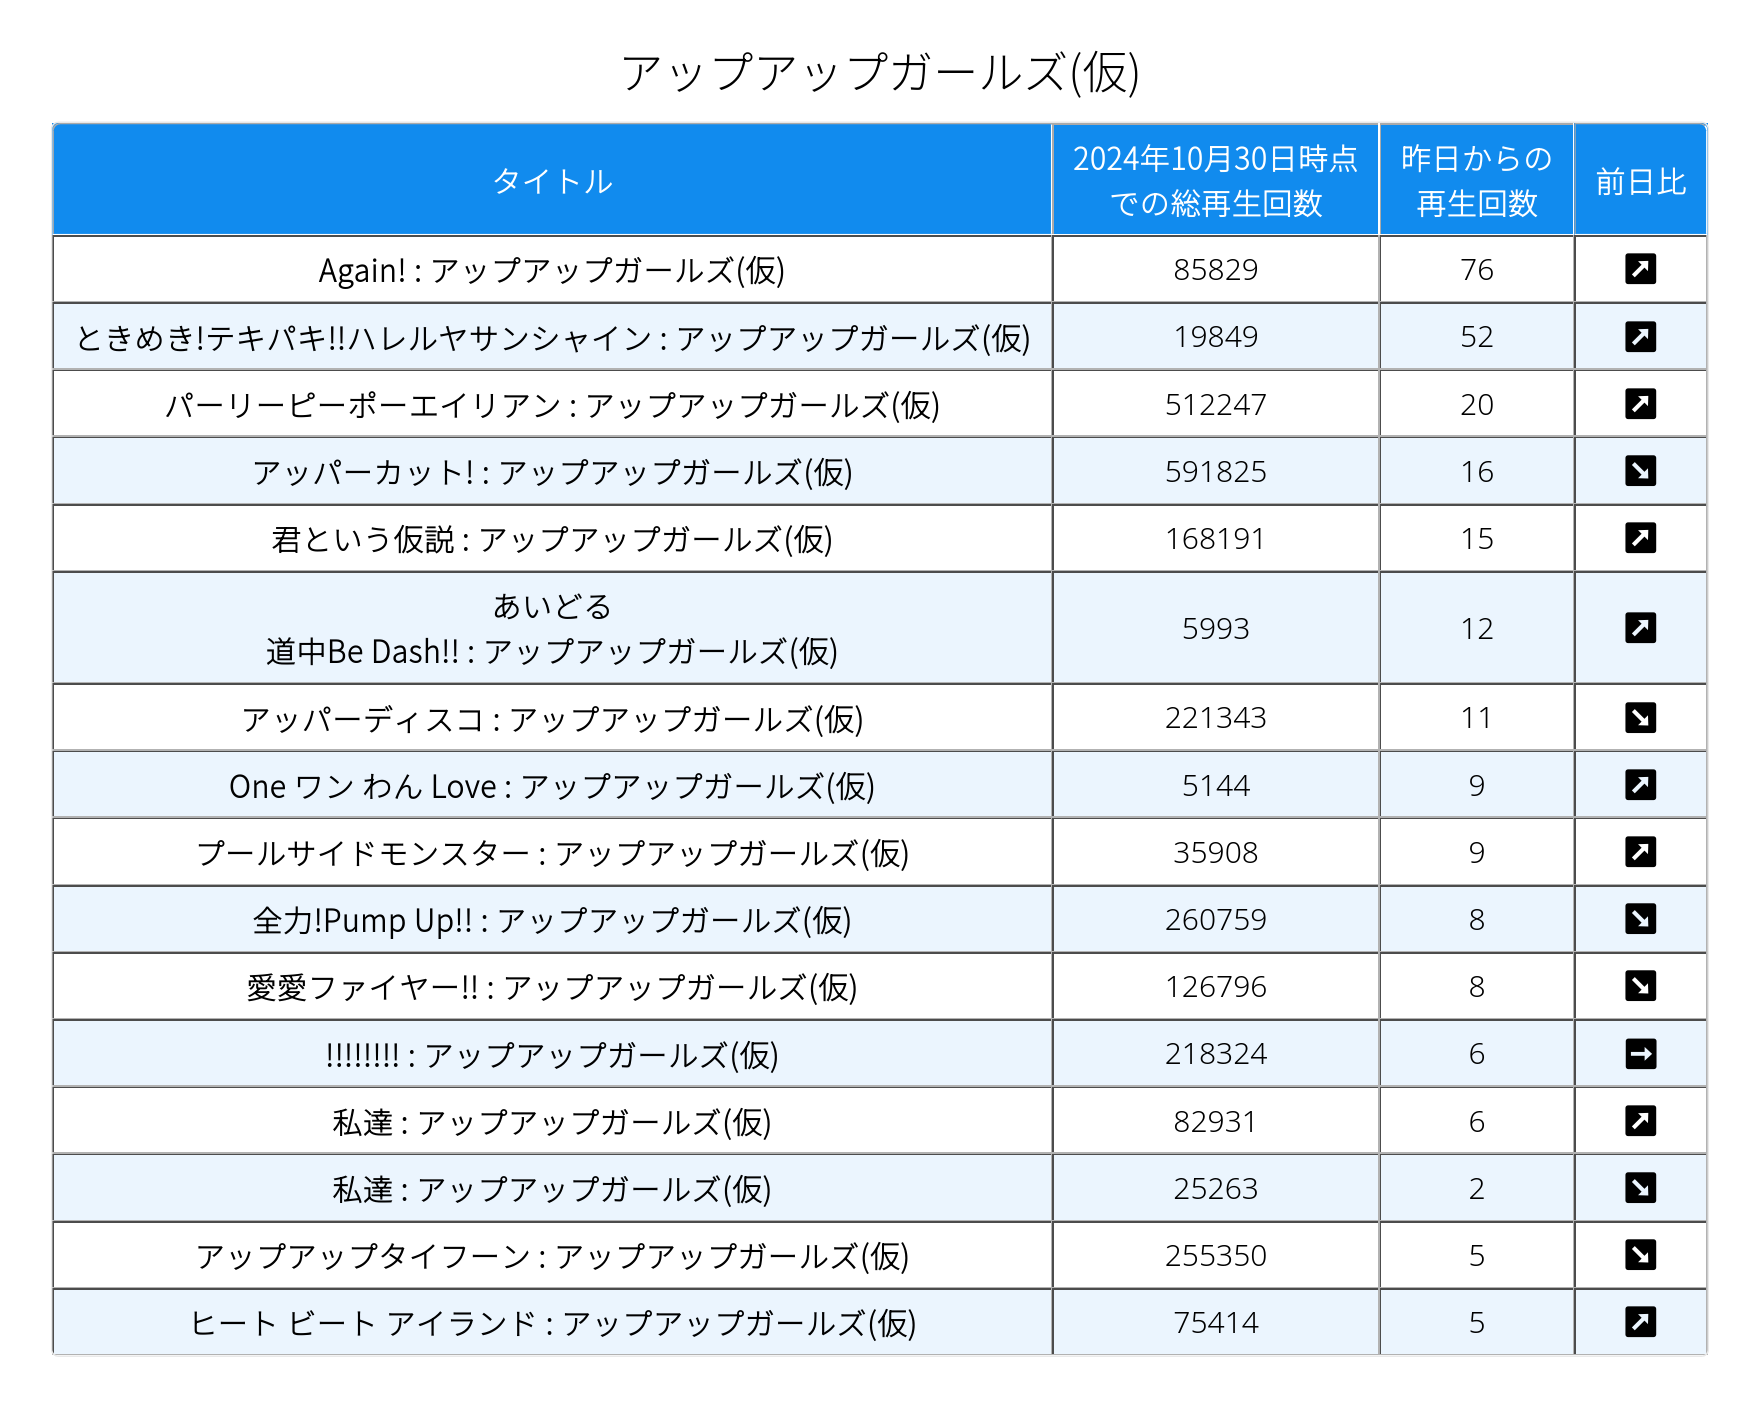 アップアップガールズ(仮)
タイトル
2024年10月30日時点
での総再生回数
昨日からの
再生回数
前日比
Again! : アップアップガールズ(仮) 85829 76
ときめき!テキパキ!!ハレルヤサンシャイン : アップアップガールズ(仮) 19849 52
パーリーピーポーエイリアン : アップアップガールズ(仮) 512247 20
アッパーカット! : アップアップガールズ(仮) 591825 16
君という仮説 : アップアップガールズ(仮) 168191 15
あいどる
道中Be Dash!! : アップアップガールズ(仮) 5993 12
アッパーディスコ : アップアップガールズ(仮) 221343 11
One ワン わん Love : アップアップガールズ(仮) 5144 9
プールサイドモンスター : アップアップガールズ(仮) 35908 9
全力!Pump Up!! : アップアップガールズ(仮) 260759 8
愛愛ファイヤー!! : アップアップガールズ(仮) 126796 8
!!!!!!!! : アップアップガールズ(仮) 218324 6
私達 : アップアップガールズ(仮) 82931 6
私達 : アップアップガールズ(仮) 25263 2
アップアップタイフーン : アップアップガールズ(仮) 255350 5
ヒート ビート アイランド : アップアップガールズ(仮) 75414 5